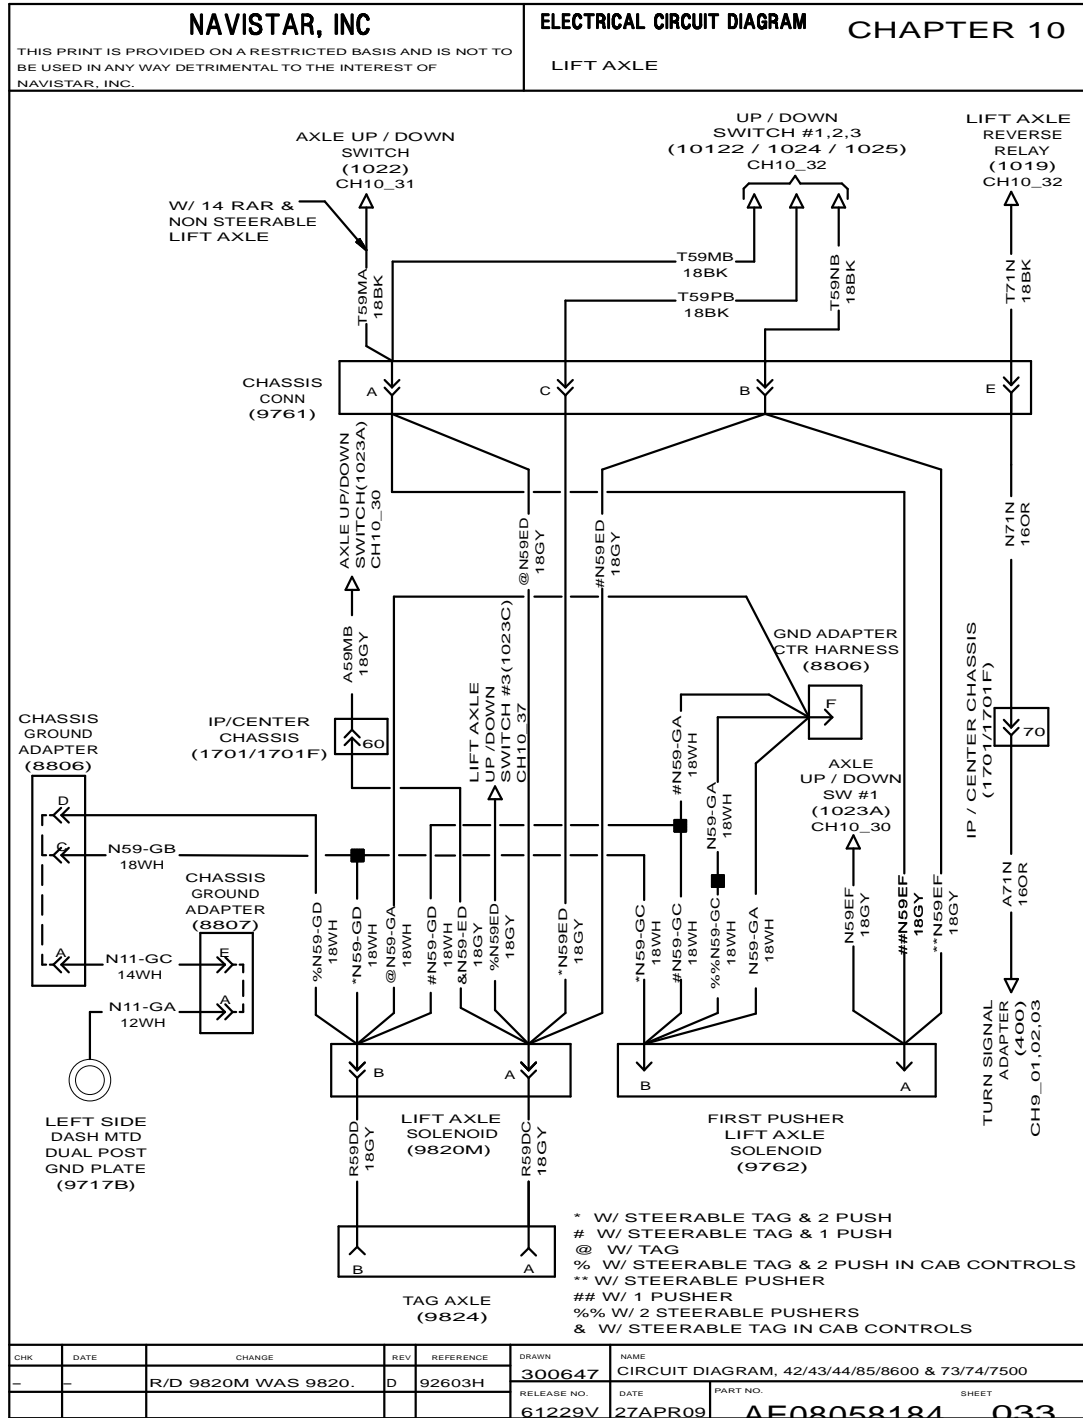 NAVISTAR, INC
THIS PRINT IS PROVIDED ON A RESTRICTED BASIS AND IS NOT TO
BE USED IN ANY WAY DETRIMENTAL TO THE INTEREST OF
NAVISTAR, INC.
ELECTRICAL CIRCUIT DIAGRAM
CHAPTER 10
LIFT AXLE
AXLE UP / DOWN
SWITCH
(1022)
CH10_31
UP / DOWN
SWITCH #1,2,3
(10122 / 1024 / 1025)
CH10_32
LIFT AXLE
REVERSE
RELAY
(1019)
CH10_32
W/ 14 RAR &
NON STEERABLE
LIFT AXLE
T59MA
18BK
T59MB
18BK
T59PB
18BK
T59NB
18BK
T71N
18BK
CHASSIS
CONN
(9761)
A
C
B
E
AXLE UP/DOWN
SWITCH(1023A)
CH10_30
@N59ED
18GY
#N59ED
18GY
N71N
16OR
A59MB
18GY
LIFT AXLE
UP /DOWN
SWITCH #3(1023C)
CH10_37
GND ADAPTER
CTR HARNESS
(8806)
F
IP / CENTER CHASSIS
(1701/1701F)
70
CHASSIS
GROUND
ADAPTER
(8806)
IP/CENTER
CHASSIS
(1701/1701F)
60
#N59-GA
18WH
N59-GA
18WH
AXLE
UP / DOWN
SW #1
(1023A)
CH10_30
D
C
A
N59-GB
18WH
CHASSIS
GROUND
ADAPTER
(8807)
E
A
N11-GC
14WH
N11-GA
12WH
%N59-GD
18WH
*N59-GD
18WH
@N59-GA
18WH
#N59-GD
18WH
&N59-ED
18GY
%N59ED
18GY
*N59ED
18GY
*N59-GC
18WH
#N59-GC
18WH
%%N59-GC
18WH
N59-GA
18WH
N59EF
18GY
##N59EF
18GY
**N59EF
18GY
A71N
16OR
B
A
B
A
LEFT SIDE
DASH MTD
DUAL POST
GND PLATE
(9717B)
R59DD
18GY
LIFT AXLE
SOLENOID
(9820M)
R59DC
18GY
FIRST PUSHER
LIFT AXLE
SOLENOID
(9762)
TURN SIGNAL
ADAPTER
(400)
CH9_01,02,03
B
A
TAG AXLE
(9824)
* W/ STEERABLE TAG & 2 PUSH
# W/ STEERABLE TAG & 1 PUSH
@ W/ TAG
% W/ STEERABLE TAG & 2 PUSH IN CAB CONTROLS
** W/ STEERABLE PUSHER
## W/ 1 PUSHER
%% W/ 2 STEERABLE PUSHERS
& W/ STEERABLE TAG IN CAB CONTROLS
CHK DATE CHANGE REV REFERENCE
– – R/D 9820M WAS 9820. D 92603H
DRAWN
300647
NAME
CIRCUIT DIAGRAM, 42/43/44/85/8600 & 73/74/7500
RELEASE NO.
61229V
DATE
27APR09
PART NO.
AF08058184
SHEET
033